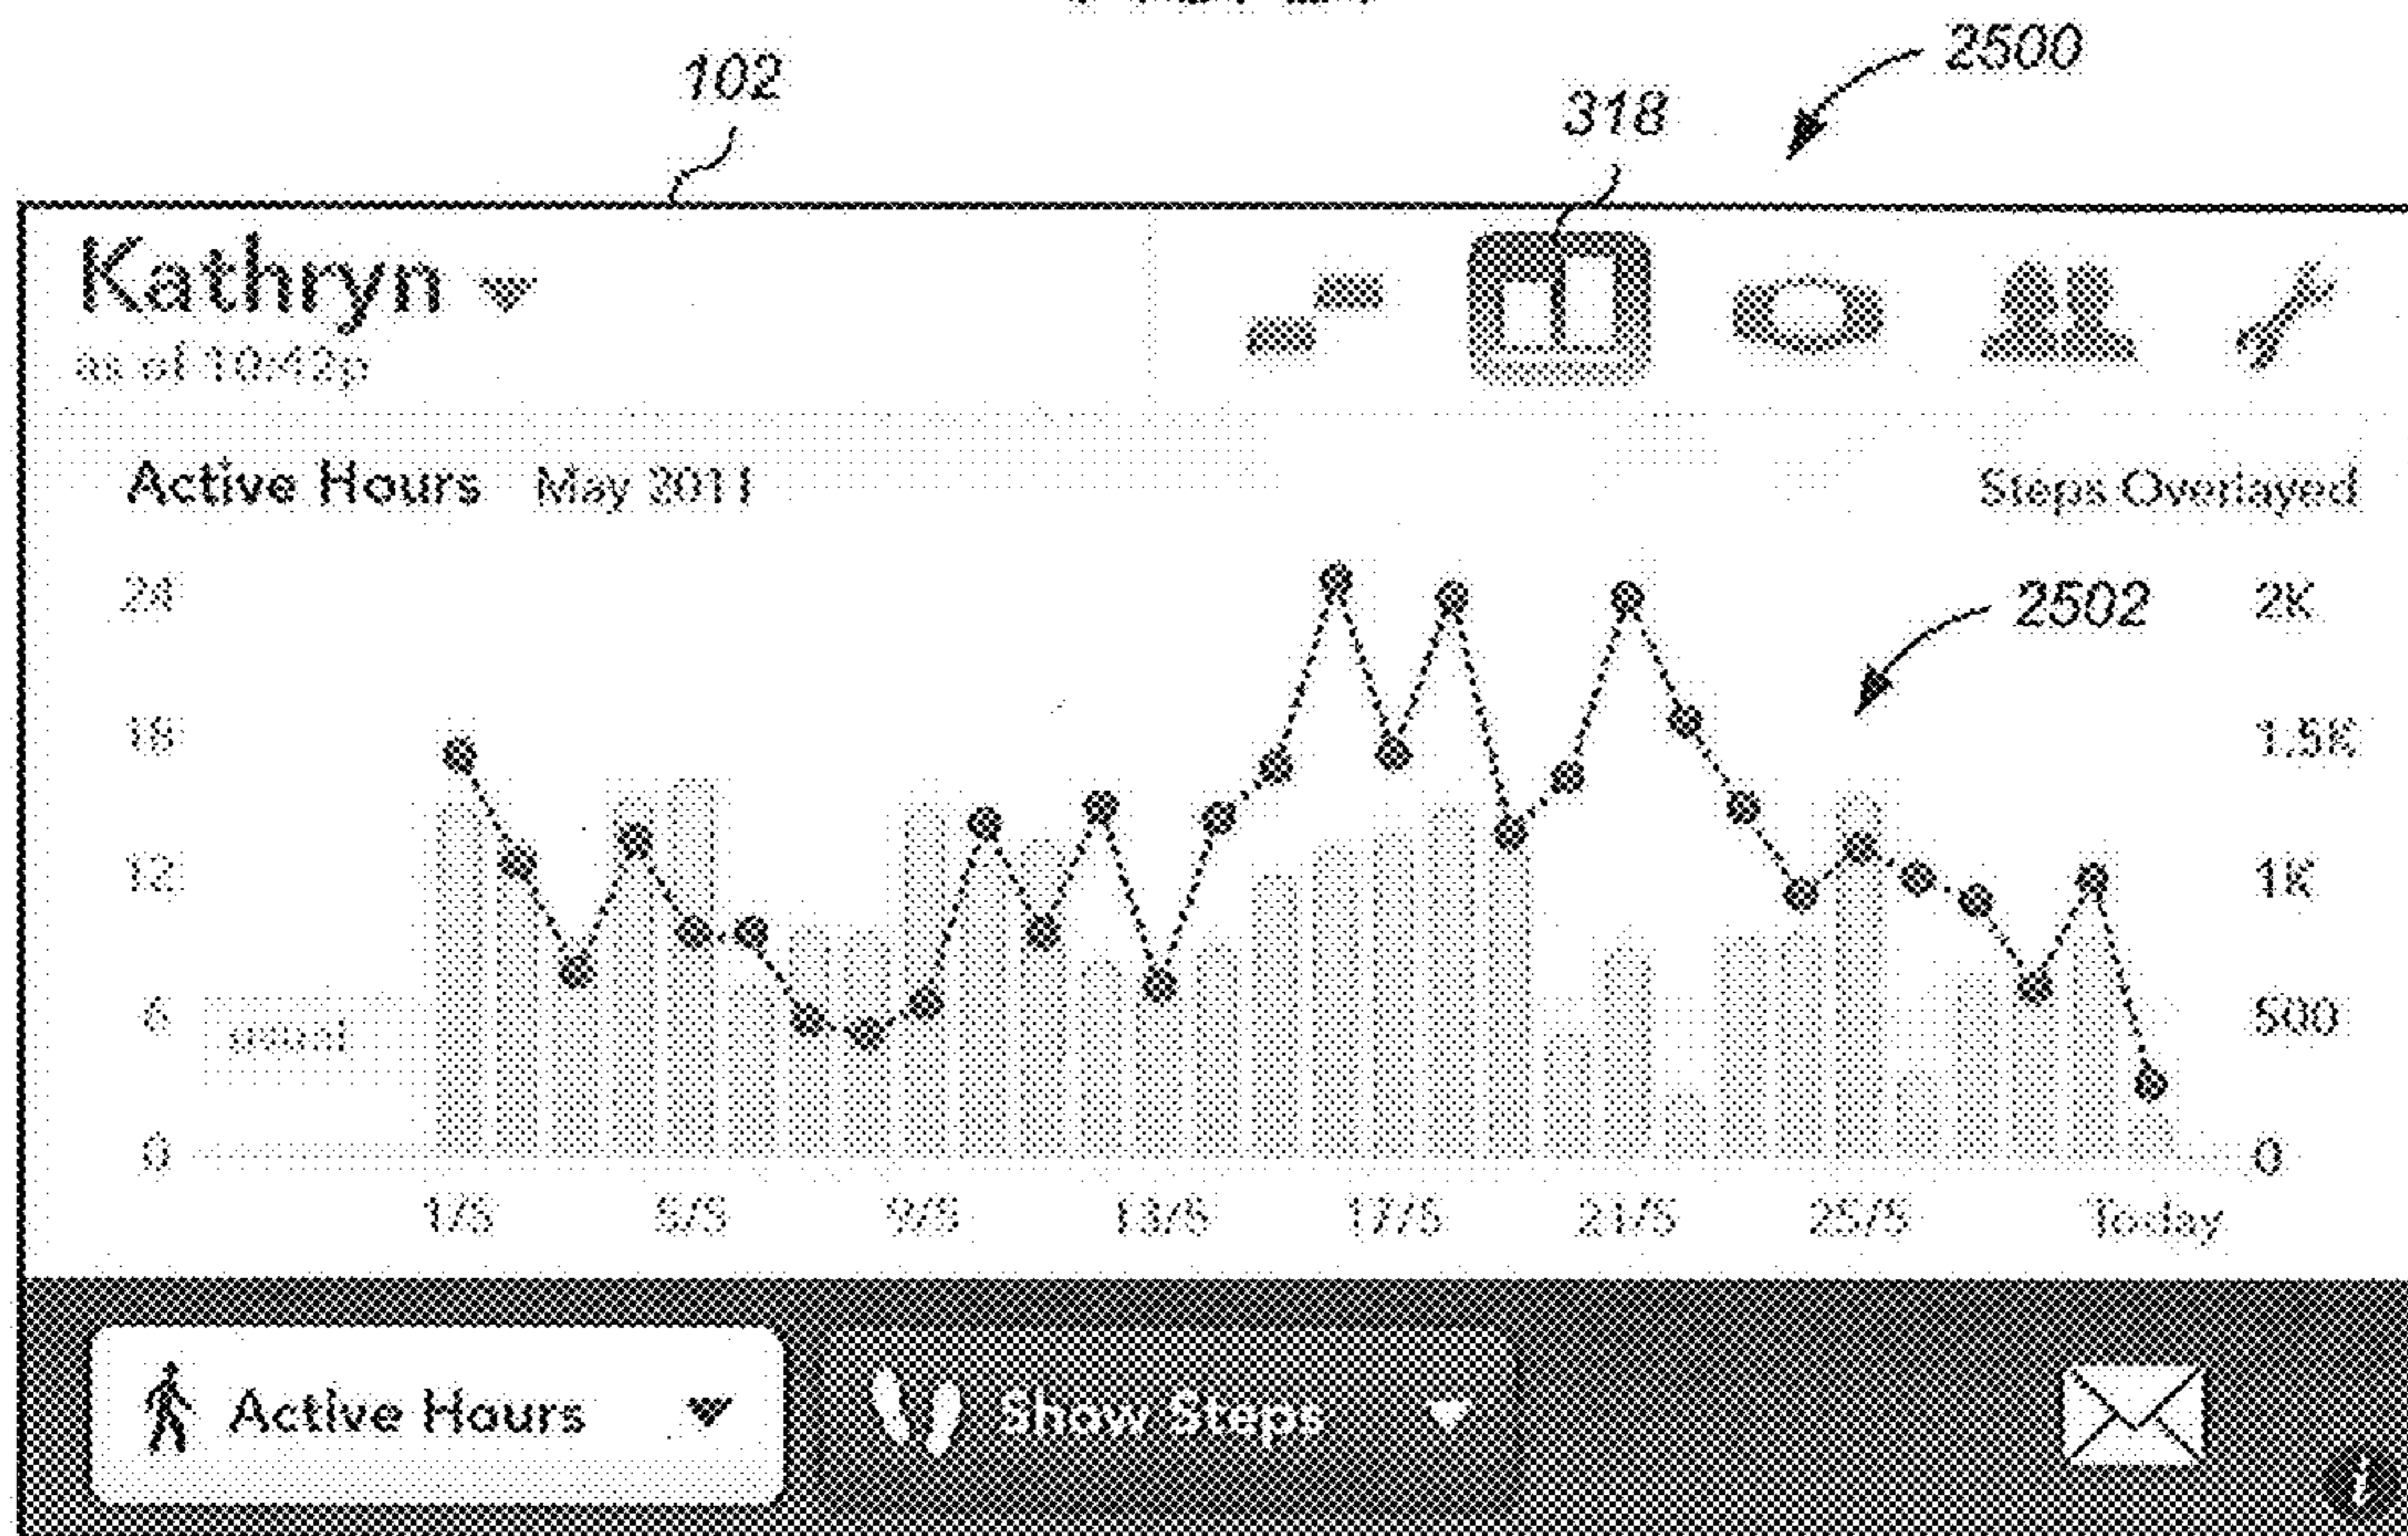 2500
102
318
Kathryn
as of 10:42p
Active Hours May 2011 Steps Overlayed
24 2K
2502
18 1.5K
12 1K
6 500
usual
0 0
1/5 5/5 9/5 13/5 17/5 21/5 25/5 Today
Active Hours Show Steps
i